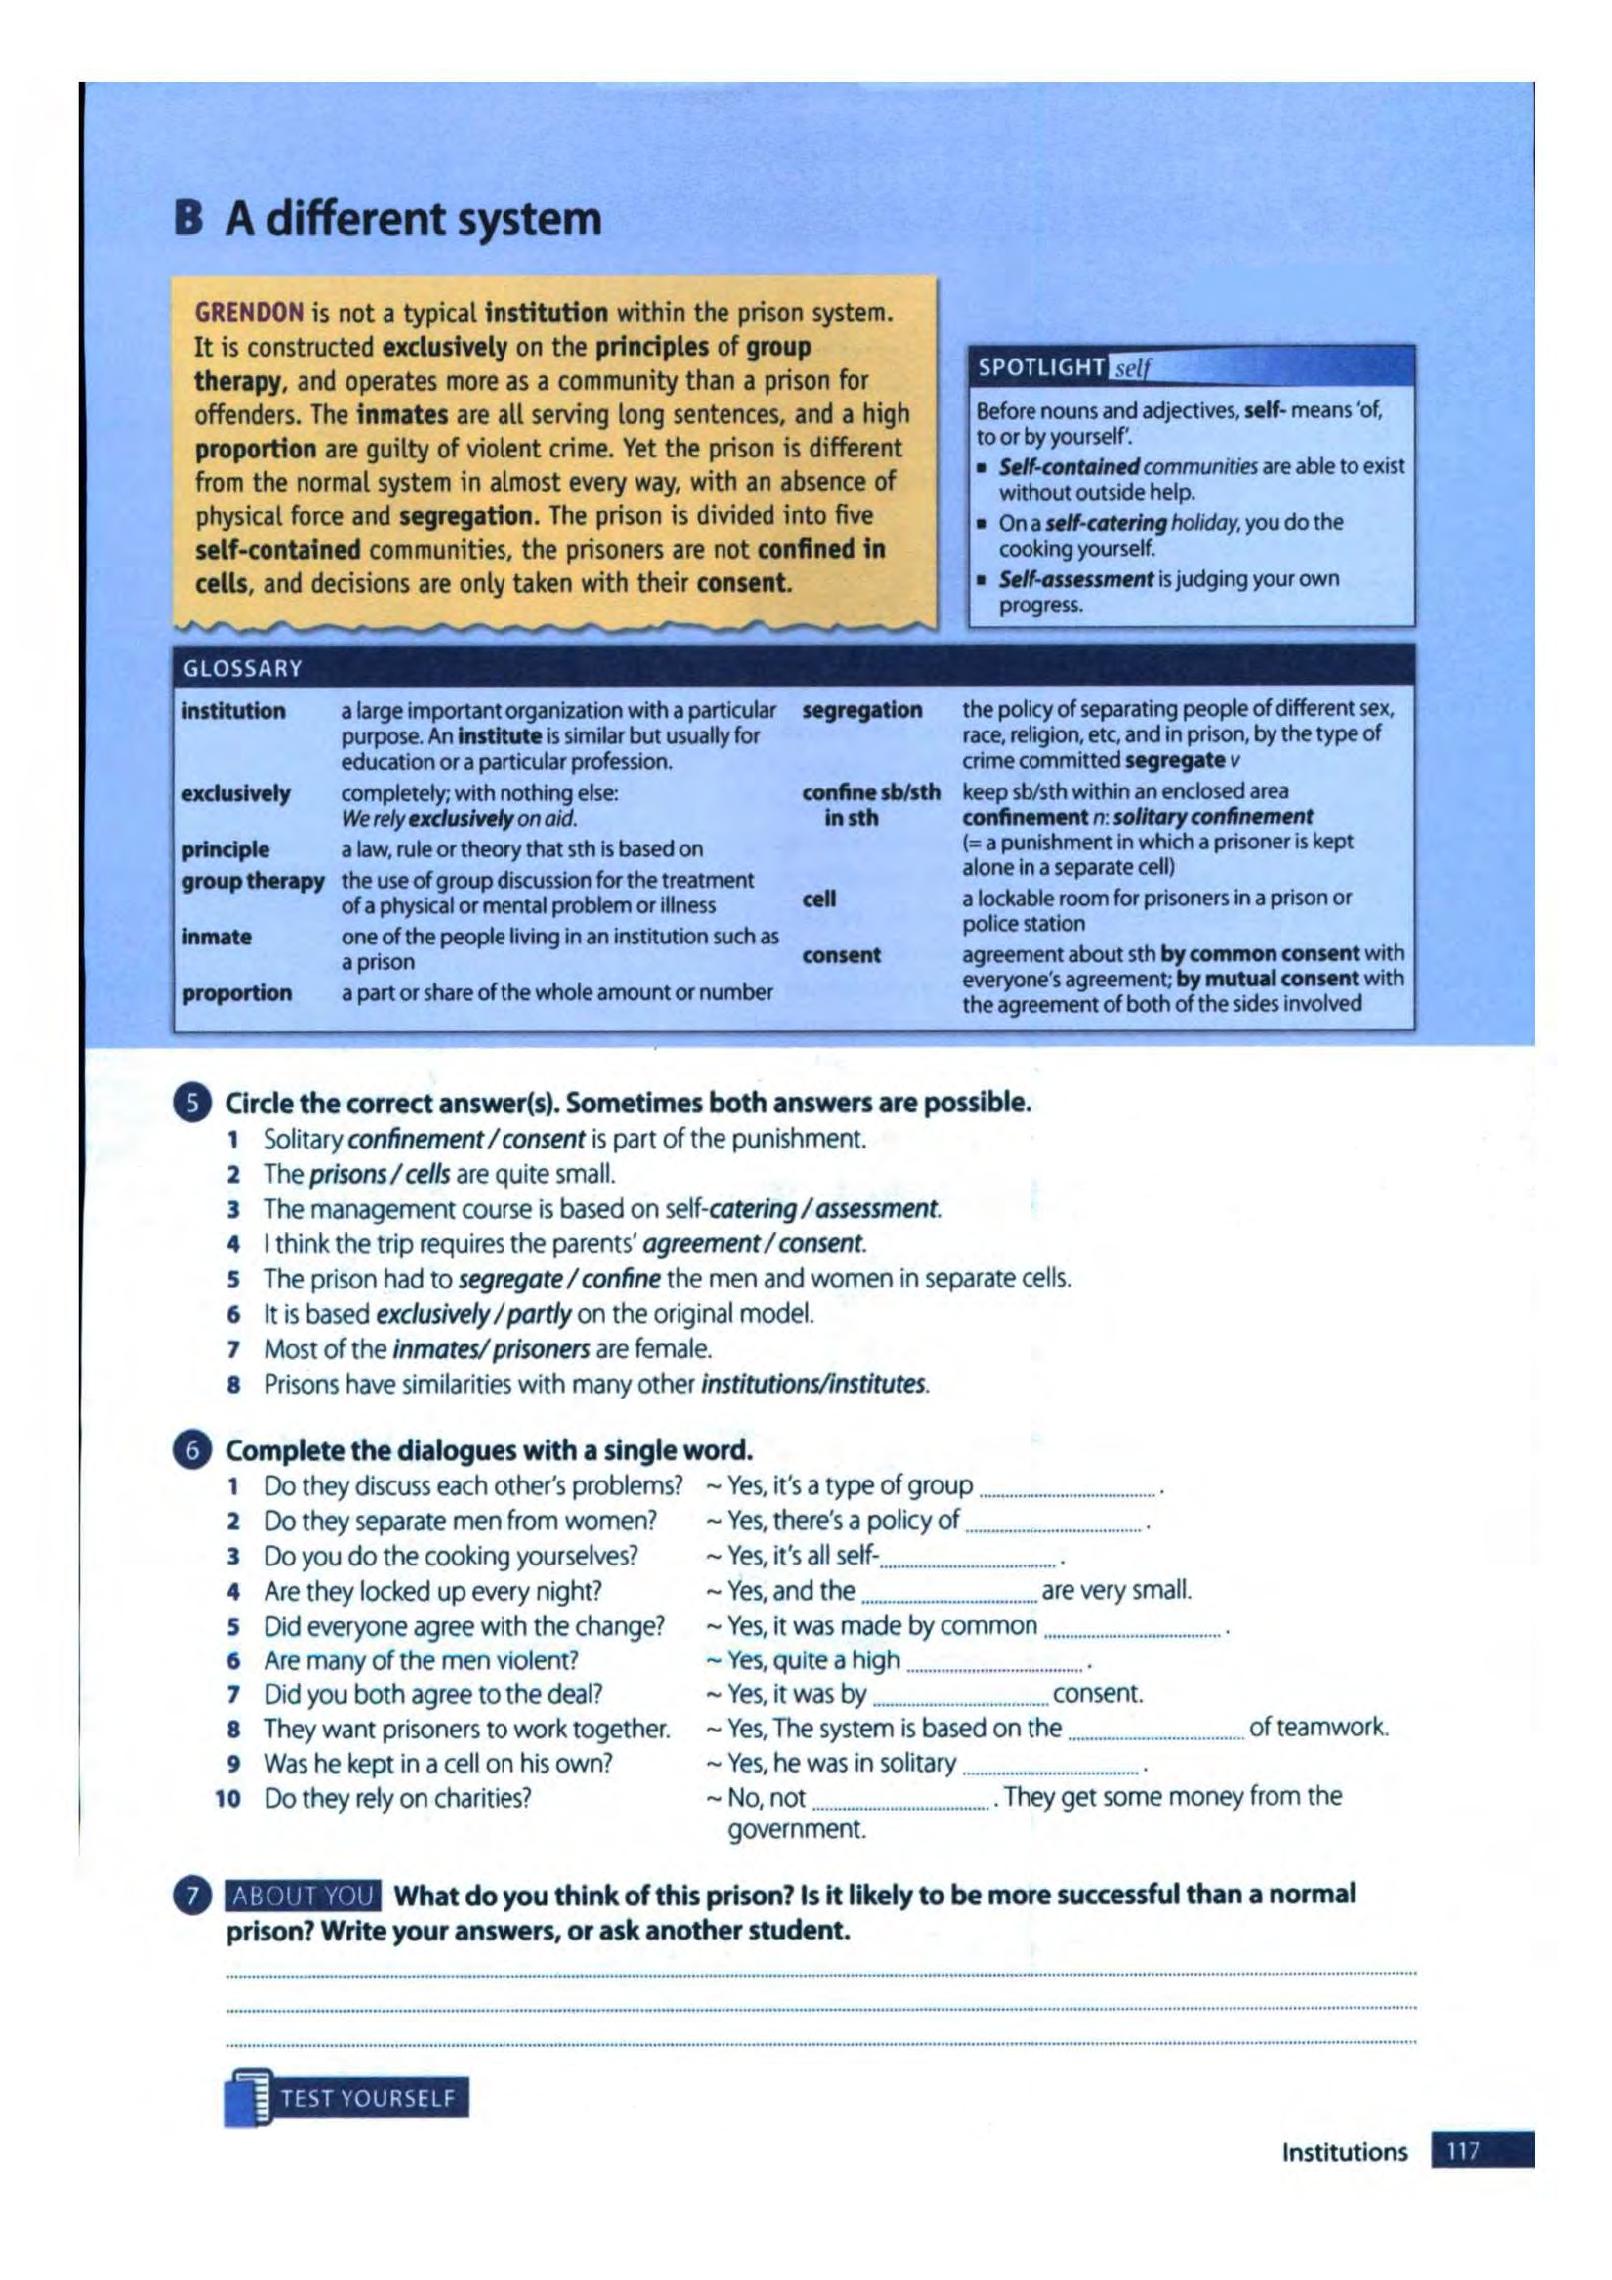 B A different system
GRENDON is not a typical institution within the prison system.
It is constructed exclusively on the principles of group
therapy, and operates more as a community than a prison for
offenders. The inmates are all serving long sentences, and a high
proportion are guilty of violent crime. Yet the prison is different
from the normal system in almost every way, with an absence of
physical force and segregation. The prison is divided into five
self-contained communities, the prisoners are not confined in
cells, and decisions are only taken with their consent.
SPOTLIGHT self
Before nouns and adjectives, self- means 'of,
to or by yourself'.
▪ Self-contained communities are able to exist
without outside help.
▪ On a self-catering holiday, you do the
cooking yourself.
▪ Self-assessment is judging your own
progress.
GLOSSARY
institution a large important organization with a particular
purpose. An institute is similar but usually for
education or a particular profession.
exclusively completely; with nothing else:
We rely exclusively on aid.
principle a law, rule or theory that sth is based on
group therapy the use of group discussion for the treatment
of a physical or mental problem or illness
inmate one of the people living in an institution such as
a prison
proportion a part or share of the whole amount or number
segregation the policy of separating people of different sex,
race, religion, etc, and in prison, by the type of
crime committed segregate v
confine sb/sth keep sb/sth within an enclosed area
in sth confinement n: solitary confinement
(= a punishment in which a prisoner is kept
alone in a separate cell)
cell a lockable room for prisoners in a prison or
police station
consent agreement about sth by common consent with
everyone's agreement; by mutual consent with
the agreement of both of the sides involved
5 Circle the correct answer(s). Sometimes both answers are possible.
1 Solitary confinement / consent is part of the punishment.
2 The prisons / cells are quite small.
3 The management course is based on self-catering / assessment.
4 I think the trip requires the parents' agreement / consent.
5 The prison had to segregate / confine the men and women in separate cells.
6 It is based exclusively / partly on the original model.
7 Most of the inmates/ prisoners are female.
8 Prisons have similarities with many other institutions/institutes.
6 Complete the dialogues with a single word.
1 Do they discuss each other's problems? ~ Yes, it's a type of group .................... .
2 Do they separate men from women? ~ Yes, there's a policy of .................... .
3 Do you do the cooking yourselves? ~ Yes, it's all self-.................... .
4 Are they locked up every night? ~ Yes, and the .................... are very small.
5 Did everyone agree with the change? ~ Yes, it was made by common .................... .
6 Are many of the men violent? ~ Yes, quite a high .................... .
7 Did you both agree to the deal? ~ Yes, it was by .................... consent.
8 They want prisoners to work together. ~ Yes, The system is based on the .................... of teamwork.
9 Was he kept in a cell on his own? ~ Yes, he was in solitary .................... .
10 Do they rely on charities? ~ No, not .................... . They get some money from the
government.
7 ABOUT YOU What do you think of this prison? Is it likely to be more successful than a normal
prison? Write your answers, or ask another student.
TEST YOURSELF
Institutions 117